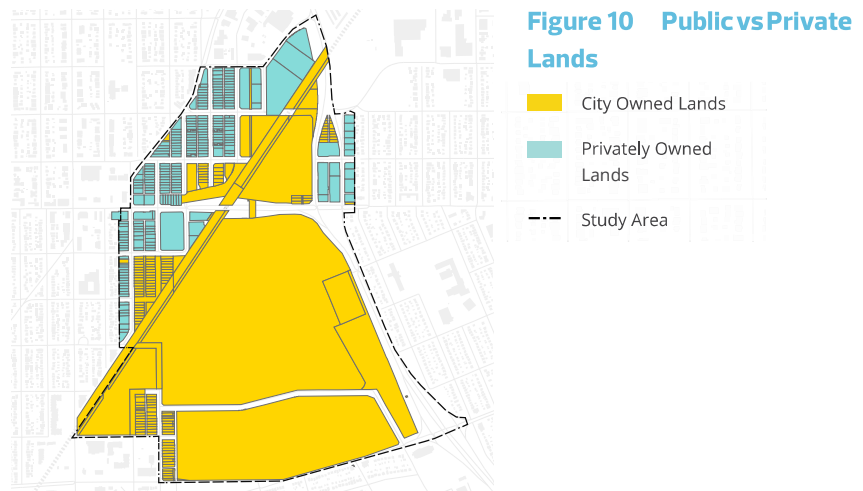 Figure 10 Public vs Private
Lands
City Owned Lands
Privately Owned
Lands
Study Area